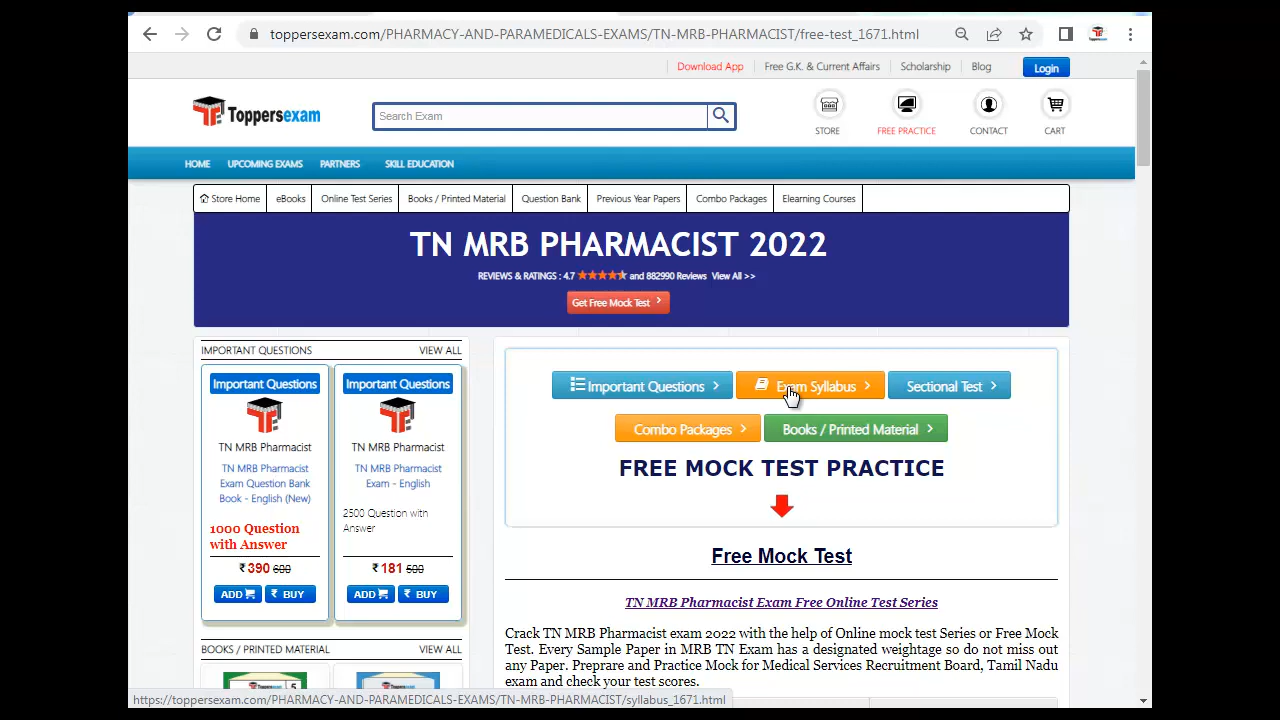 toppersexam.com/PHARMACY-AND-PARAMEDICALS-EXAMS/TN-MRB-PHARMACIST/free-test_1671.html
Download App
Free G.K. & Current Affairs
Scholarship
Blog
Login
Toppersexam
Search Exam
STORE
FREE PRACTICE
CONTACT
CART
HOME
UPCOMING EXAMS
PARTNERS
SKILL EDUCATION
Store Home
eBooks
Online Test Series
Books / Printed Material
Question Bank
Previous Year Papers
Combo Packages
Elearning Courses
TN MRB PHARMACIST 2022
REVIEWS & RATINGS : 4.7 ★★★★★ and 882990 Reviews View All >>
Get Free Mock Test >
IMPORTANT QUESTIONS
VIEW ALL
Important Questions
TN MRB Pharmacist
TN MRB Pharmacist
Exam Question Bank
Book - English (New)
1000 Question
with Answer
₹ 390 600
ADD
₹ BUY
Important Questions
TN MRB Pharmacist
TN MRB Pharmacist
Exam - English
2500 Question with
Answer
₹ 181 599
ADD
₹ BUY
BOOKS / PRINTED MATERIAL
VIEW ALL
Toppersexam 5
Toppersexam
Important Questions >
Exam Syllabus >
Sectional Test >
Combo Packages >
Books / Printed Material >
FREE MOCK TEST PRACTICE
Free Mock Test
TN MRB Pharmacist Exam Free Online Test Series
Crack TN MRB Pharmacist exam 2022 with the help of Online mock test Series or Free Mock
Test. Every Sample Paper in MRB TN Exam has a designated weightage so do not miss out
any Paper. Preprare and Practice Mock for Medical Services Recruitment Board, Tamil Nadu
exam and check your test scores.
https://toppersexam.com/PHARMACY-AND-PARAMEDICALS-EXAMS/TN-MRB-PHARMACIST/syllabus_1671.html